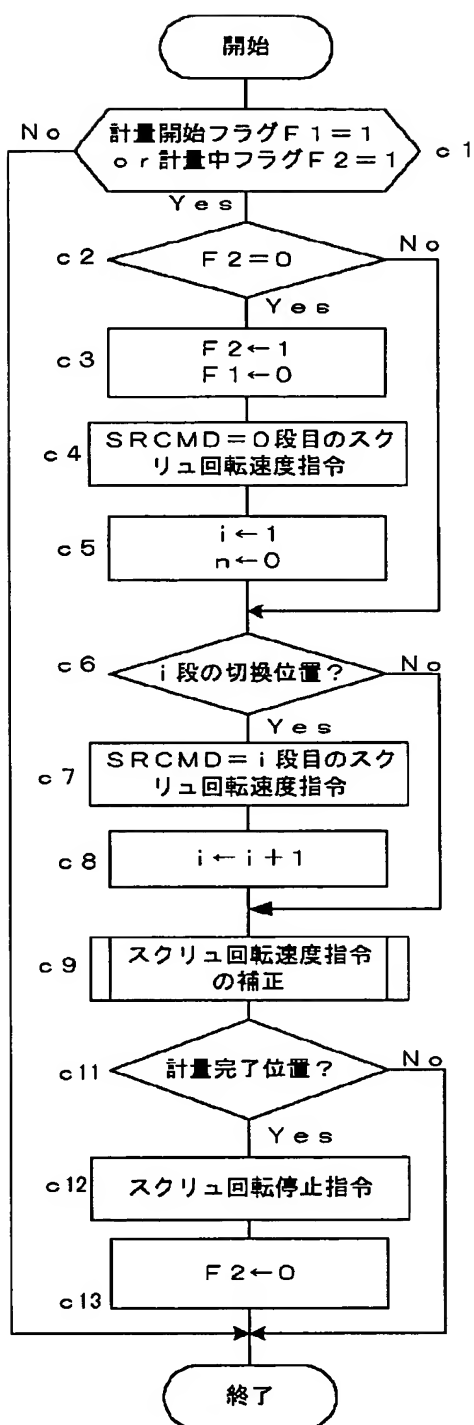 開始
No
計量開始フラグF1=1
or計量中フラグF2=1
c1
Yes
c2
F2=0
No
Yes
c3
F2←1
F1←0
c4
SRCMD=0段目のスク
リュ回転速度指令
c5
i←1
n←0
c6
i段の切換位置?
No
Yes
c7
SRCMD=i段目のスク
リュ回転速度指令
c8
i←i+1
c9
スクリュ回転速度指令
の補正
c11
計量完了位置?
No
Yes
c12
スクリュ回転停止指令
c13
F2←0
終了